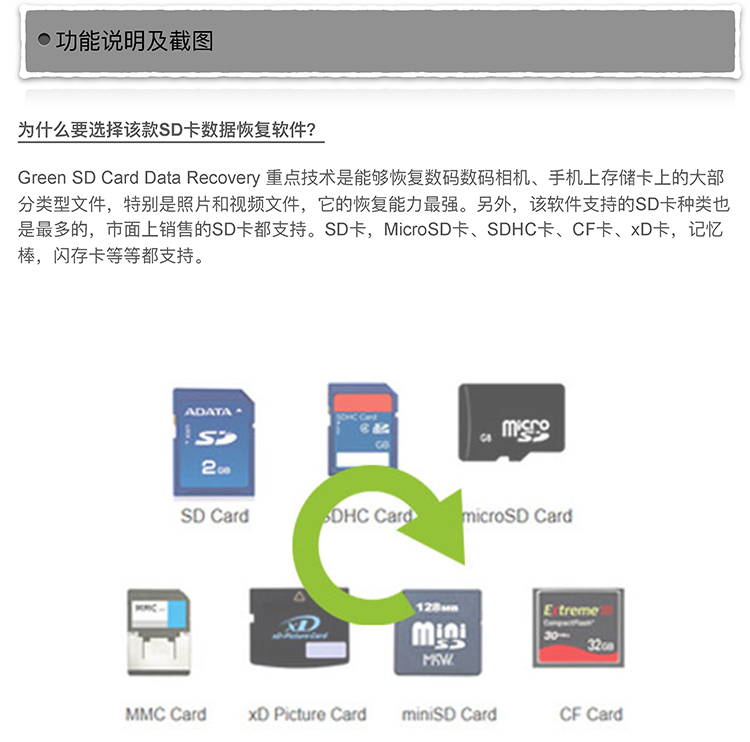 功能说明及截图
为什么要选择该款SD卡数据恢复软件?
Green SD Card Data Recovery 重点技术是能够恢复数码数码相机、手机上存储卡上的大部
分类型文件，特别是照片和视频文件，它的恢复能力最强。另外，该软件支持的SD卡种类也
是最多的，市面上销售的SD卡都支持。SD卡，MicroSD卡、SDHC卡、CF卡、xD卡，记忆
棒，闪存卡等等都支持。
ADATA
SD
2GB
SDHC Card
GB
GB
micro
SD
SD Card
SDHC Card
microSD Card
MMC
xD
xD-Picture Card
128MB
Mini
SD
Extreme III
CompactFlash
32GB
MMC Card
xD Picture Card
miniSD Card
CF Card